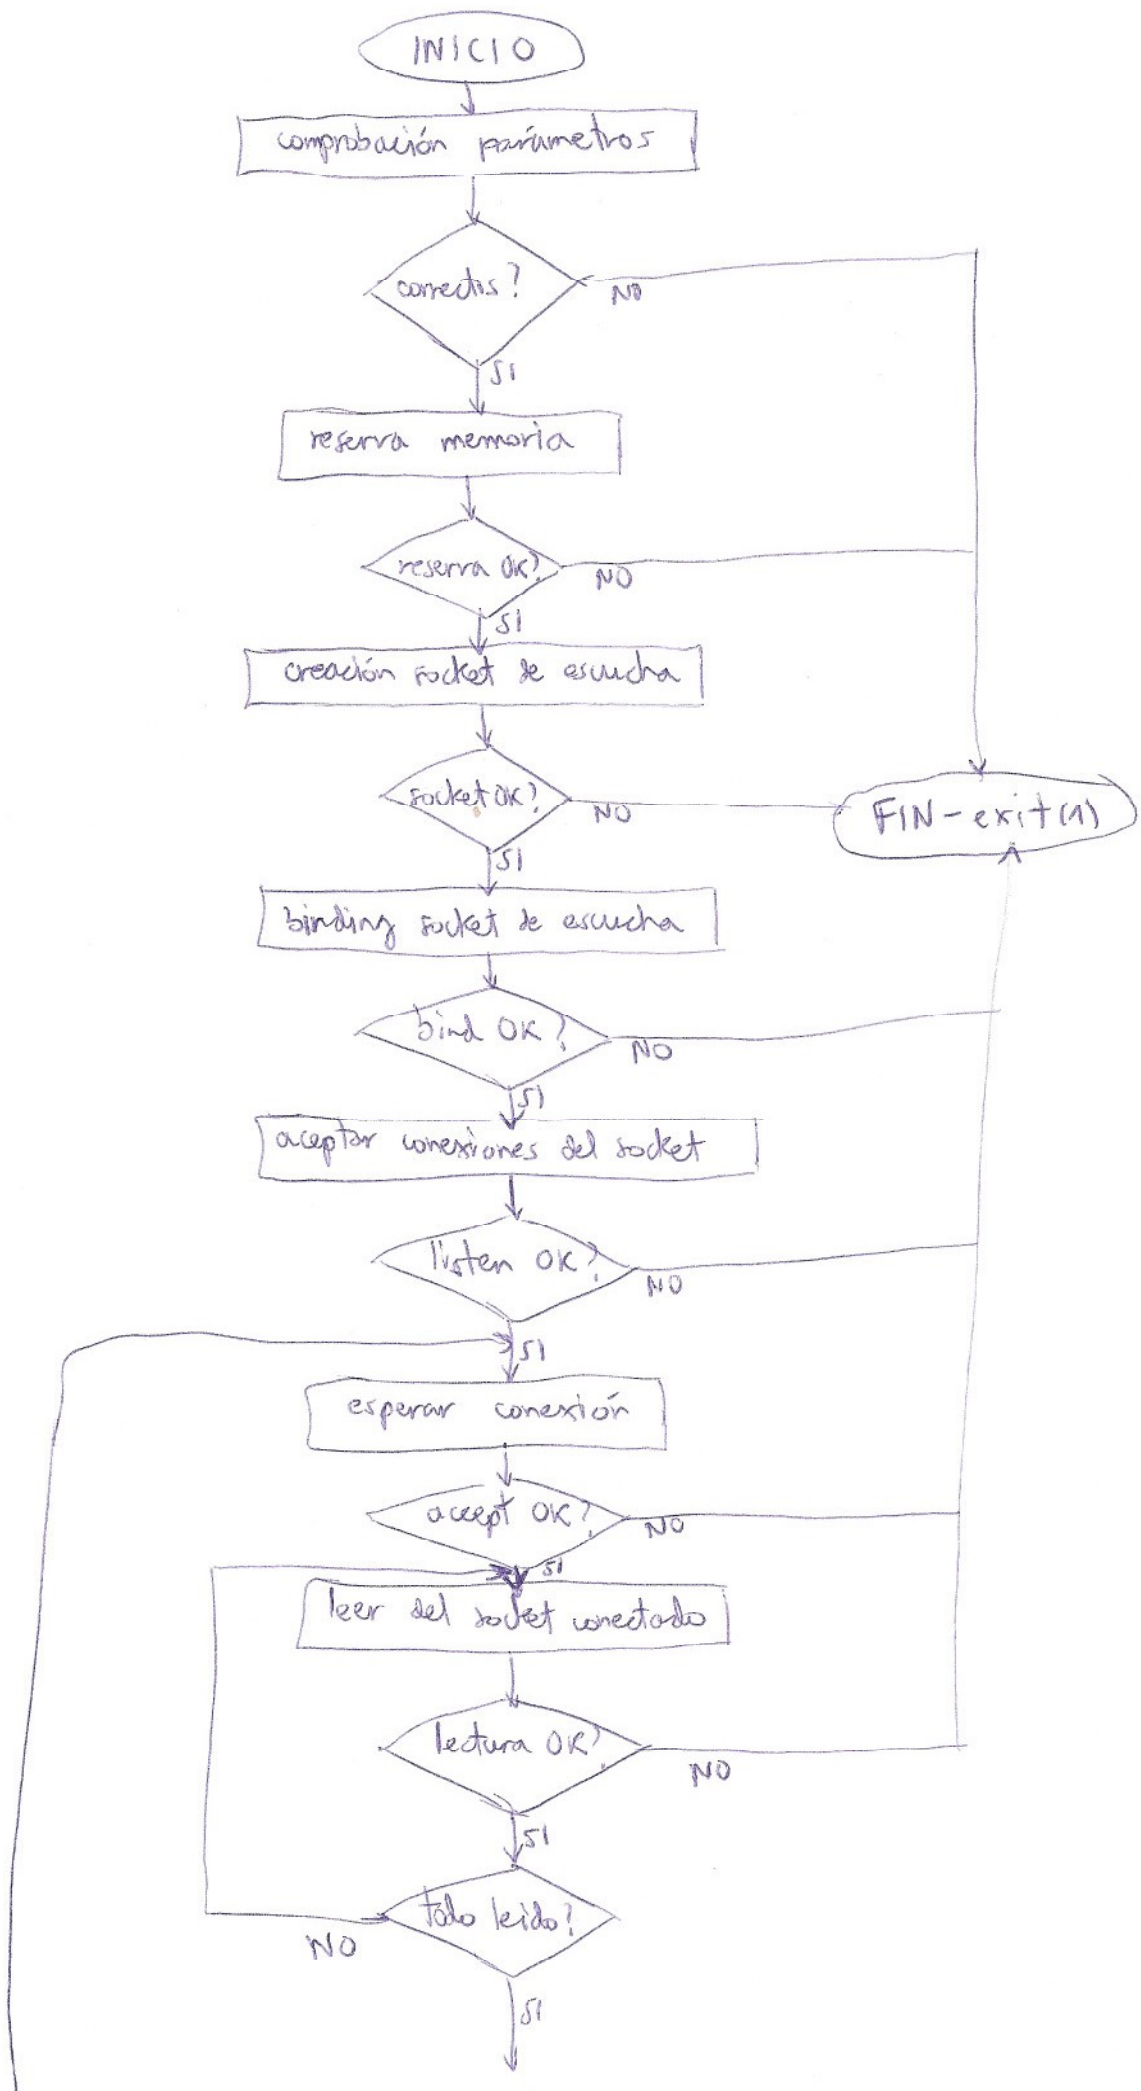 INICIO
comprobación parámetros
correctos?
NO
SI
reserva memoria
reserva OK?
NO
SI
creación socket de escucha
socket OK?
NO
FIN-exit(1)
SI
binding socket de escucha
bind OK?
NO
SI
aceptar conexiones del socket
listen OK?
NO
SI
esperar conexión
accept OK?
NO
SI
leer del socket conectado
lectura OK?
NO
SI
todo leido?
NO
SI